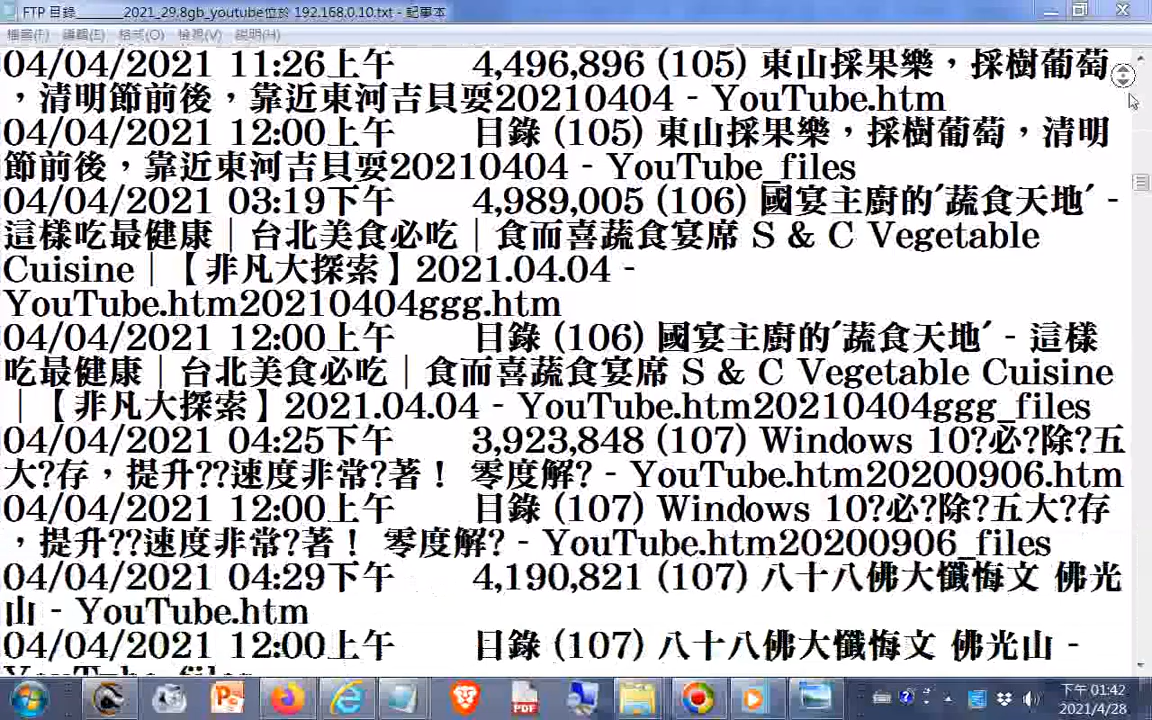 FTP 目錄_______2021_29.8gb_youtube位於 192.168.0.10.txt - 記事本
檔案(F) 編輯(E) 格式(O) 檢視(V) 說明(H)
04/04/2021 11:26上午 4,496,896 (105) 東山採果樂，採樹葡萄
，清明節前後，靠近東河吉貝耍20210404 - YouTube.htm
04/04/2021 12:00上午 目錄 (105) 東山採果樂，採樹葡萄，清明
節前後，靠近東河吉貝耍20210404 - YouTube_files
04/04/2021 03:19下午 4,989,005 (106) 國宴主廚的'蔬食天地' -
這樣吃最健康｜台北美食必吃｜食而喜蔬食宴席 S & C Vegetable
Cuisine｜【非凡大探索】2021.04.04 -
YouTube.htm20210404ggg.htm
04/04/2021 12:00上午 目錄 (106) 國宴主廚的'蔬食天地' - 這樣
吃最健康｜台北美食必吃｜食而喜蔬食宴席 S & C Vegetable Cuisine
｜【非凡大探索】2021.04.04 - YouTube.htm20210404ggg_files
04/04/2021 04:25下午 3,923,848 (107) Windows 10?必?除?五
大?存，提升??速度非常?著！ 零度解? - YouTube.htm20200906.htm
04/04/2021 12:00上午 目錄 (107) Windows 10?必?除?五大?存
，提升??速度非常?著！ 零度解? - YouTube.htm20200906_files
04/04/2021 04:29下午 4,190,821 (107) 八十八佛大懺悔文 佛光
山 - YouTube.htm
04/04/2021 12:00上午 目錄 (107) 八十八佛大懺悔文 佛光山 -
YouTube_files
下午 01:42
2021/4/28